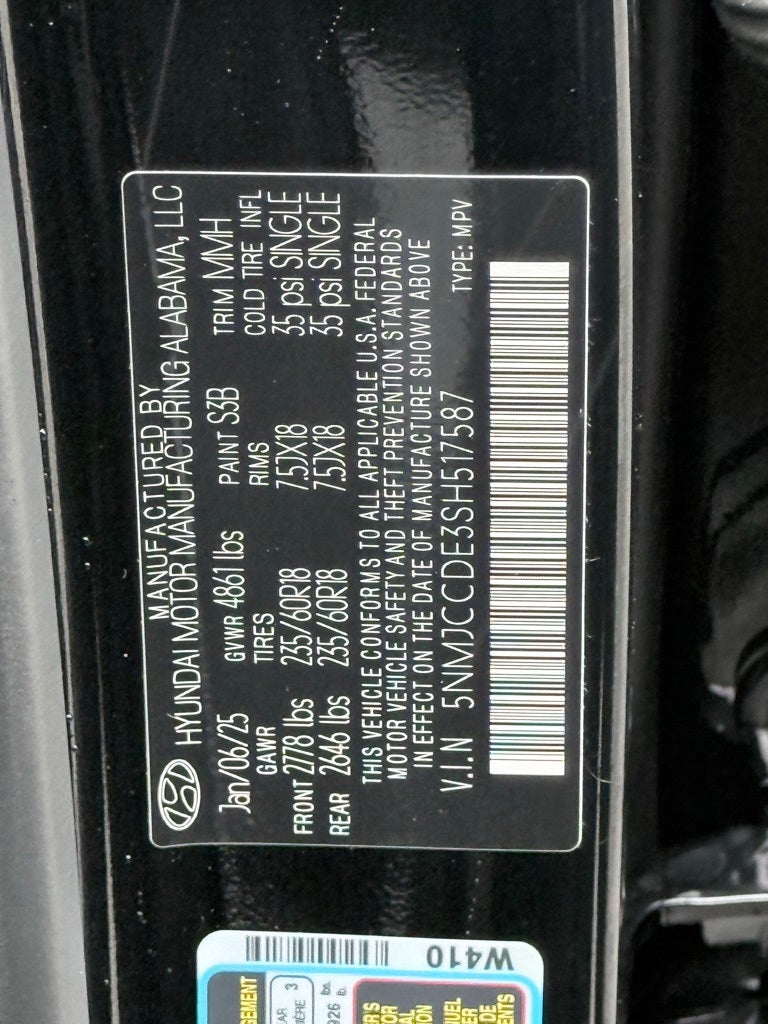 MANUFACTURED BY
HYUNDAI MOTOR MANUFACTURING ALABAMA, LLC
Jan/06/25 GVWR 4861 lbs PAINT S3B TRIM MMH
GAWR TIRES RIMS COLD TIRE INFL
FRONT 2778 lbs 235/60R18 7.5JX18 35 psi SINGLE
REAR 2646 lbs 235/60R18 7.5JX18 35 psi SINGLE
THIS VEHICLE CONFORMS TO ALL APPLICABLE U.S.A. FEDERAL
MOTOR VEHICLE SAFETY AND THEFT PREVENTION STANDARDS
IN EFFECT ON THE DATE OF MANUFACTURE SHOWN ABOVE
V.I.N 5NMJCCDE3SH517587 TYPE: MPV
W410
3